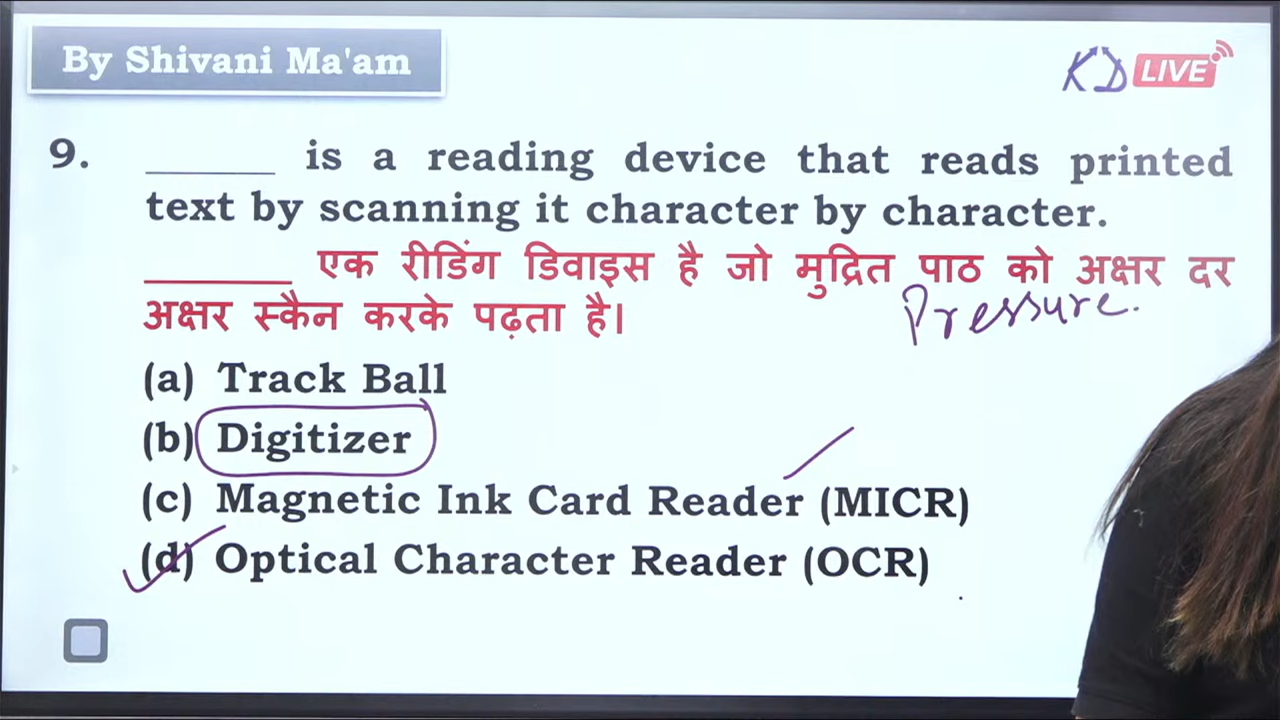 By Shivani Ma'am
KD LIVE
9. ______ is a reading device that reads printed
text by scanning it character by character.
______ एक रीडिंग डिवाइस है जो मुद्रित पाठ को अक्षर दर
अक्षर स्कैन करके पढ़ता है।
Pressure.
(a) Track Ball
(b) Digitizer
(c) Magnetic Ink Card Reader (MICR)
(d) Optical Character Reader (OCR)